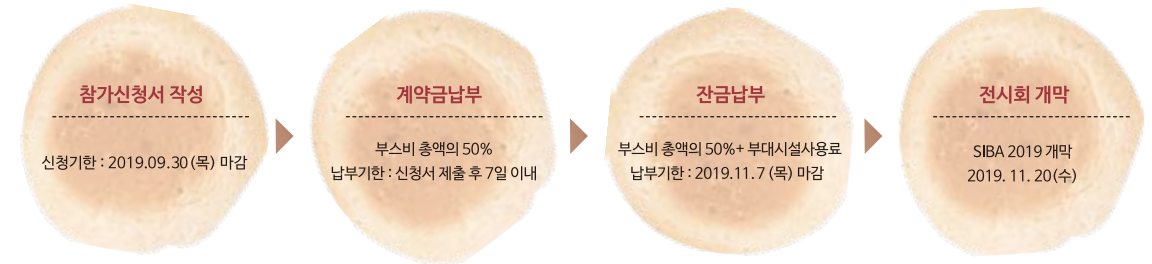 참가신청서 작성
신청기한 : 2019.09.30 (목) 마감
계약금납부
부스비 총액의 50%
납부기한 : 신청서 제출 후 7일 이내
잔금납부
부스비 총액의 50%+ 부대시설사용료
납부기한 : 2019.11.7 (목) 마감
전시회 개막
SIBA 2019 개막
2019. 11. 20(수)